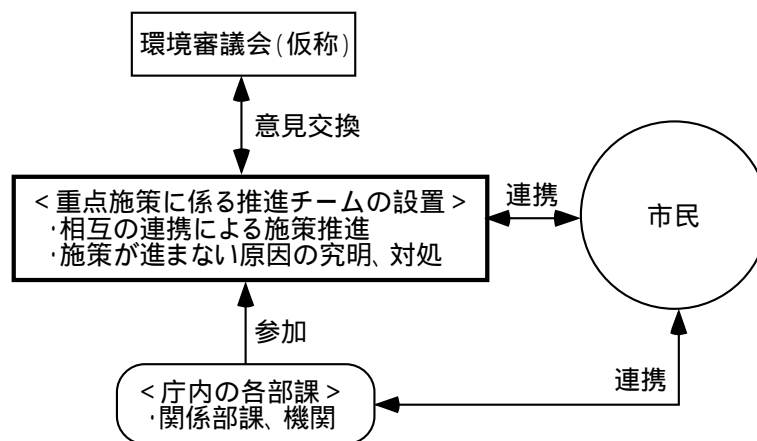 環境審議会(仮称)
意見交換
<重点施策に係る推進チームの設置>
・相互の連携による施策推進
・施策が進まない原因の究明、対処
連携
市民
参加
<庁内の各部課>
・関係部課、機関
連携